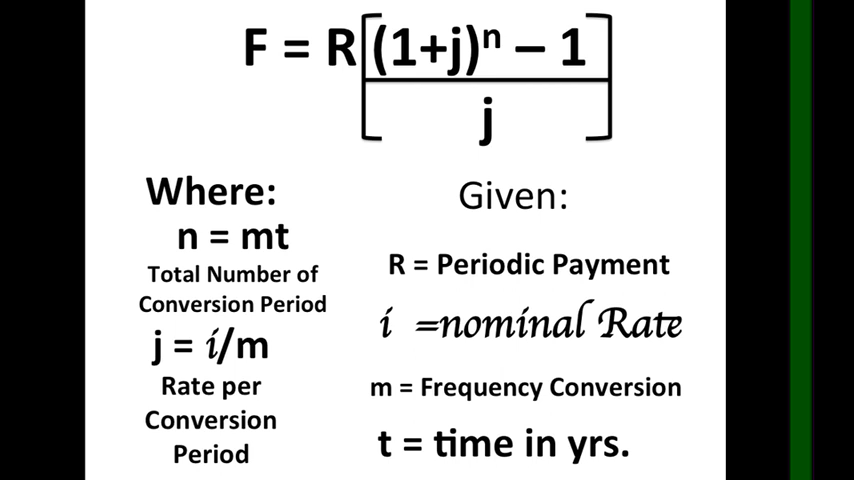 F = R[(1+j)ⁿ – 1]
j
Where:
n = mt
Total Number of
Conversion Period
j = i/m
Rate per
Conversion
Period
Given:
R = Periodic Payment
i =nominal Rate
m = Frequency Conversion
t = time in yrs.